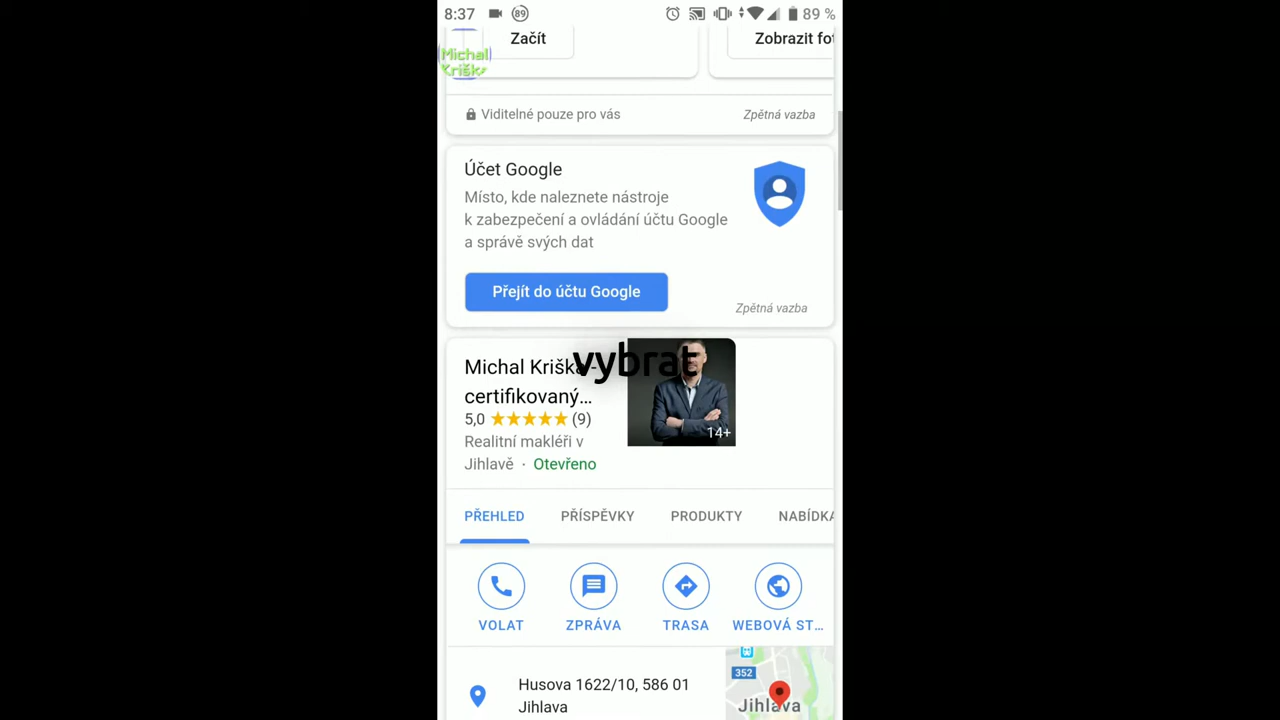 8:37 89 89 %
Začít Zobrazit fot
Michal
Kriška
Viditelné pouze pro vás Zpětná vazba
Účet Google
Místo, kde naleznete nástroje
k zabezpečení a ovládání účtu Google
a správě svých dat
Přejít do účtu Google
Zpětná vazba
Michal Kriška -
certifikovaný…
vybrat
5,0 (9)
14+
Realitní makléři v
Jihlavě · Otevřeno
PŘEHLED PŘÍSPĚVKY PRODUKTY NABÍDKA
VOLAT ZPRÁVA TRASA WEBOVÁ ST…
352
Husova 1622/10, 586 01
Jihlava
Jihlava